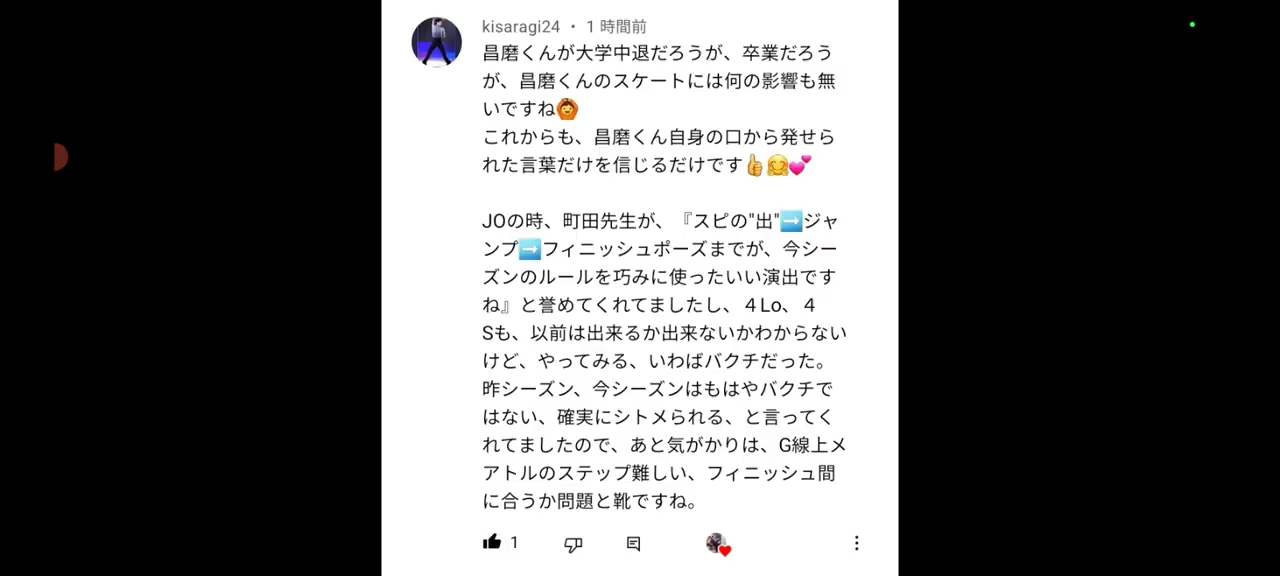 kisaragi24 ・ 1 時間前
昌磨くんが大学中退だろうが、卒業だろう
が、昌磨くんのスケートには何の影響も無
いですね🙆
これからも、昌磨くん自身の口から発せら
れた言葉だけを信じるだけです👍🤗💕
JOの時、町田先生が、『スピの"出"➡️ジャ
ンプ➡️フィニッシュポーズまでが、今シー
ズンのルールを巧みに使ったいい演出です
ね』と誉めてくれてましたし、４Lo、４
Sも、以前は出来るか出来ないかわからない
けど、やってみる、いわばバクチだった。
昨シーズン、今シーズンはもはやバクチで
はない、確実にシトメられる、と言ってく
れてましたので、あと気がかりは、G線上メ
アトルのステップ難しい、フィニッシュ間
に合うか問題と靴ですね。
1